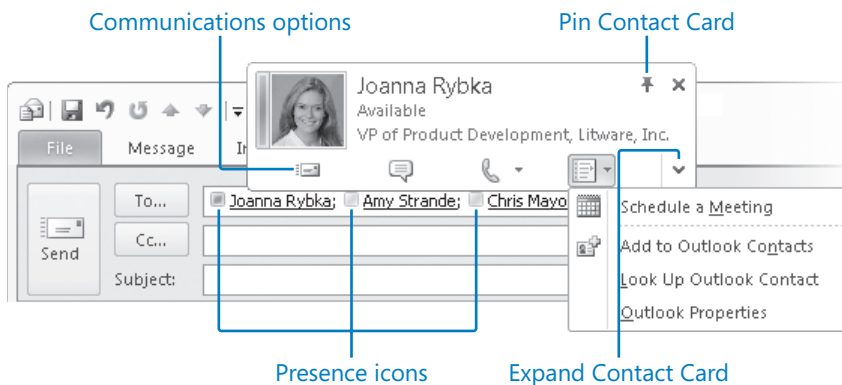 Communications options
Pin Contact Card
Joanna Rybka
Available
VP of Product Development, Litware, Inc.
File
Message
To...
Joanna Rybka; Amy Strande; Chris Mayo
Schedule a Meeting
Send
Cc...
Add to Outlook Contacts
Look Up Outlook Contact
Subject:
Outlook Properties
Presence icons
Expand Contact Card